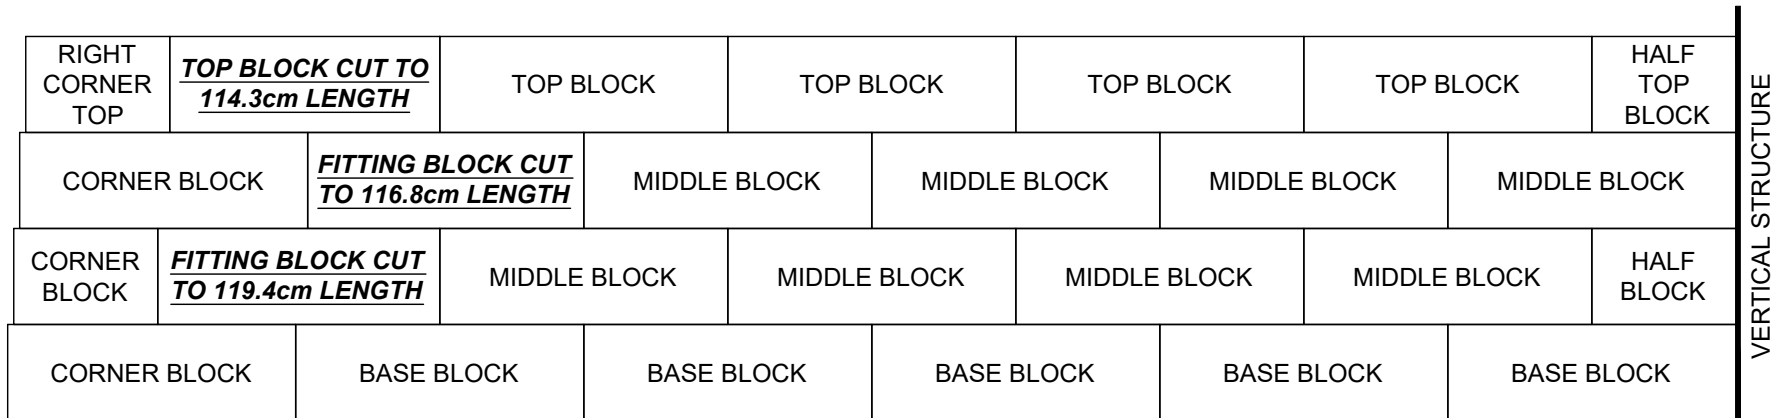 RIGHT
CORNER
TOP
TOP BLOCK CUT TO
114.3cm LENGTH
TOP BLOCK
TOP BLOCK
TOP BLOCK
TOP BLOCK
HALF
TOP
BLOCK
CORNER BLOCK
FITTING BLOCK CUT
TO 116.8cm LENGTH
MIDDLE BLOCK
MIDDLE BLOCK
MIDDLE BLOCK
MIDDLE BLOCK
CORNER
BLOCK
FITTING BLOCK CUT
TO 119.4cm LENGTH
MIDDLE BLOCK
MIDDLE BLOCK
MIDDLE BLOCK
MIDDLE BLOCK
HALF
BLOCK
CORNER BLOCK
BASE BLOCK
BASE BLOCK
BASE BLOCK
BASE BLOCK
BASE BLOCK
VERTICAL STRUCTURE